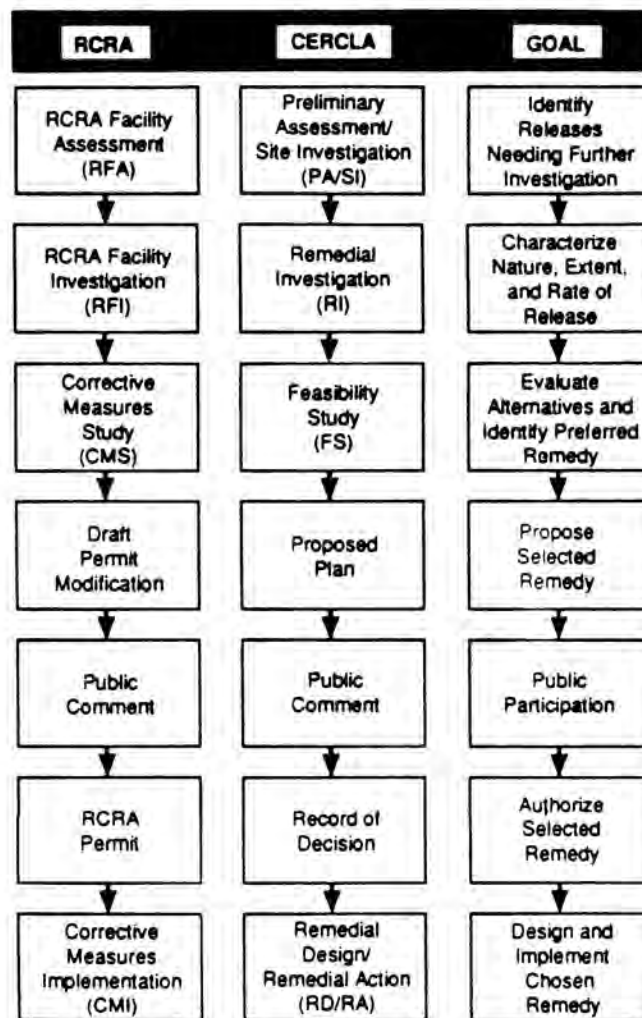 RCRA
CERCLA
GOAL
RCRA Facility
Assessment
(RFA)
Preliminary
Assessment/
Site Investigation
(PA/SI)
Identify
Releases
Needing Further
Investigation
RCRA Facility
Investigation
(RFI)
Remedial
Investigation
(RI)
Characterize
Nature, Extent,
and Rate of
Release
Corrective
Measures
Study
(CMS)
Feasibility
Study
(FS)
Evaluate
Alternatives and
Identify Preferred
Remedy
Draft
Permit
Modification
Proposed
Plan
Propose
Selected
Remedy
Public
Comment
Public
Comment
Public
Participation
RCRA
Permit
Record of
Decision
Authorize
Selected
Remedy
Corrective
Measures
Implementation
(CMI)
Remedial
Design/
Remedial Action
(RD/RA)
Design and
Implement
Chosen
Remedy